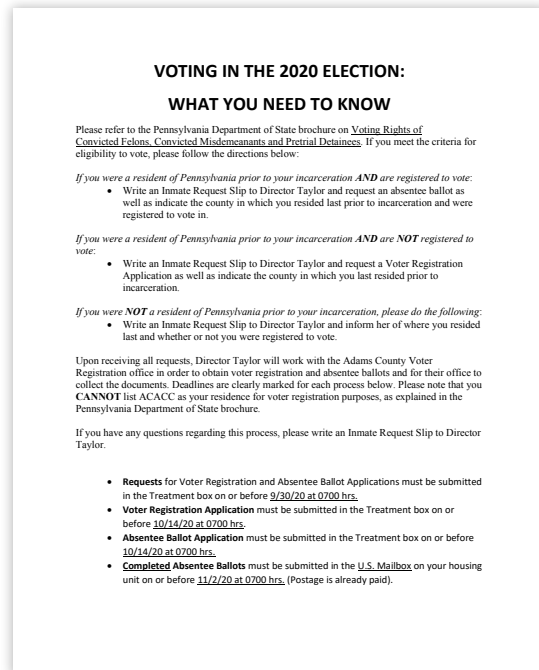 VOTING IN THE 2020 ELECTION:
WHAT YOU NEED TO KNOW
Please refer to the Pennsylvania Department of State brochure on Voting Rights of
Convicted Felons, Convicted Misdemeanants and Pretrial Detainees. If you meet the criteria for
eligibility to vote, please follow the directions below:
If you were a resident of Pennsylvania prior to your incarceration AND are registered to vote:
• Write an Inmate Request Slip to Director Taylor and request an absentee ballot as
well as indicate the county in which you resided last prior to incarceration and were
registered to vote in.
If you were a resident of Pennsylvania prior to your incarceration AND are NOT registered to
vote:
• Write an Inmate Request Slip to Director Taylor and request a Voter Registration
Application as well as indicate the county in which you last resided prior to
incarceration.
If you were NOT a resident of Pennsylvania prior to your incarceration, please do the following:
• Write an Inmate Request Slip to Director Taylor and inform her of where you resided
last and whether or not you were registered to vote.
Upon receiving all requests, Director Taylor will work with the Adams County Voter
Registration office in order to obtain voter registration and absentee ballots and for their office to
collect the documents. Deadlines are clearly marked for each process below. Please note that you
CANNOT list ACACC as your residence for voter registration purposes, as explained in the
Pennsylvania Department of State brochure.
If you have any questions regarding this process, please write an Inmate Request Slip to Director
Taylor.
• Requests for Voter Registration and Absentee Ballot Applications must be submitted
in the Treatment box on or before 9/30/20 at 0700 hrs.
• Voter Registration Application must be submitted in the Treatment box on or
before 10/14/20 at 0700 hrs.
• Absentee Ballot Application must be submitted in the Treatment box on or before
10/14/20 at 0700 hrs.
• Completed Absentee Ballots must be submitted in the U.S. Mailbox on your housing
unit on or before 11/2/20 at 0700 hrs. (Postage is already paid).